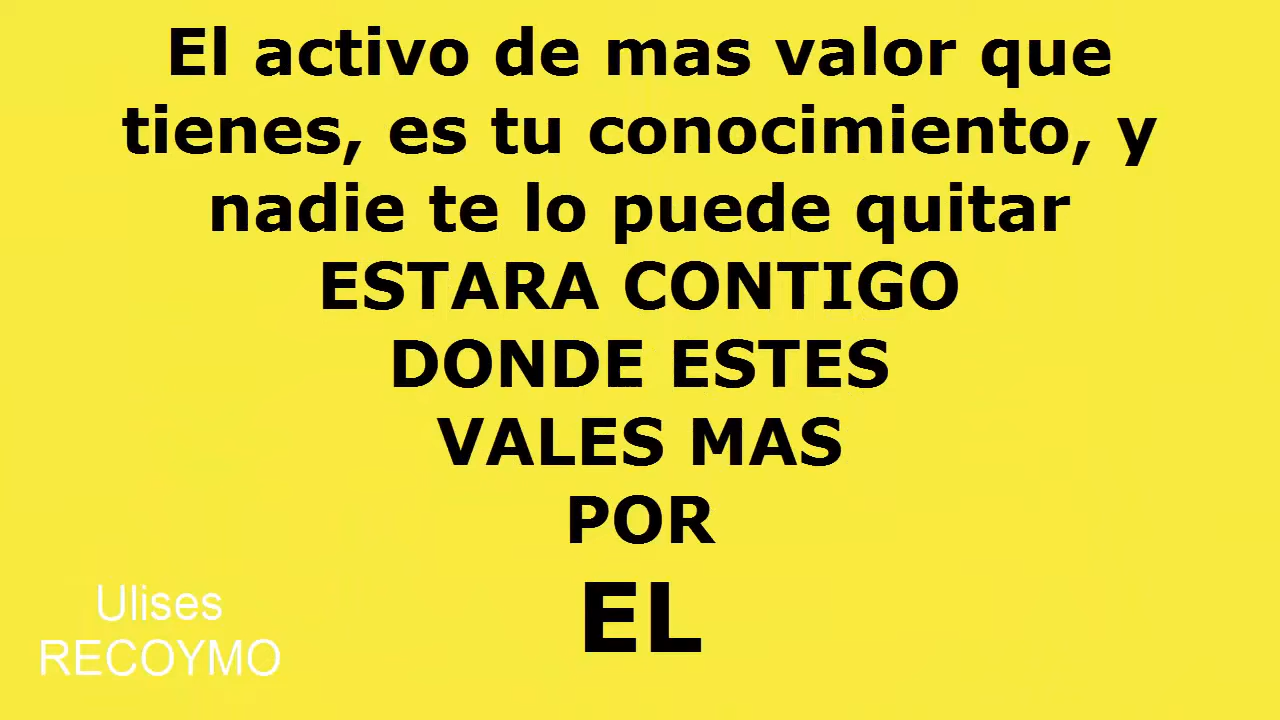 El activo de mas valor que
tienes, es tu conocimiento, y
nadie te lo puede quitar
ESTARA CONTIGO
DONDE ESTES
VALES MAS
POR
EL
Ulises
RECOYMO